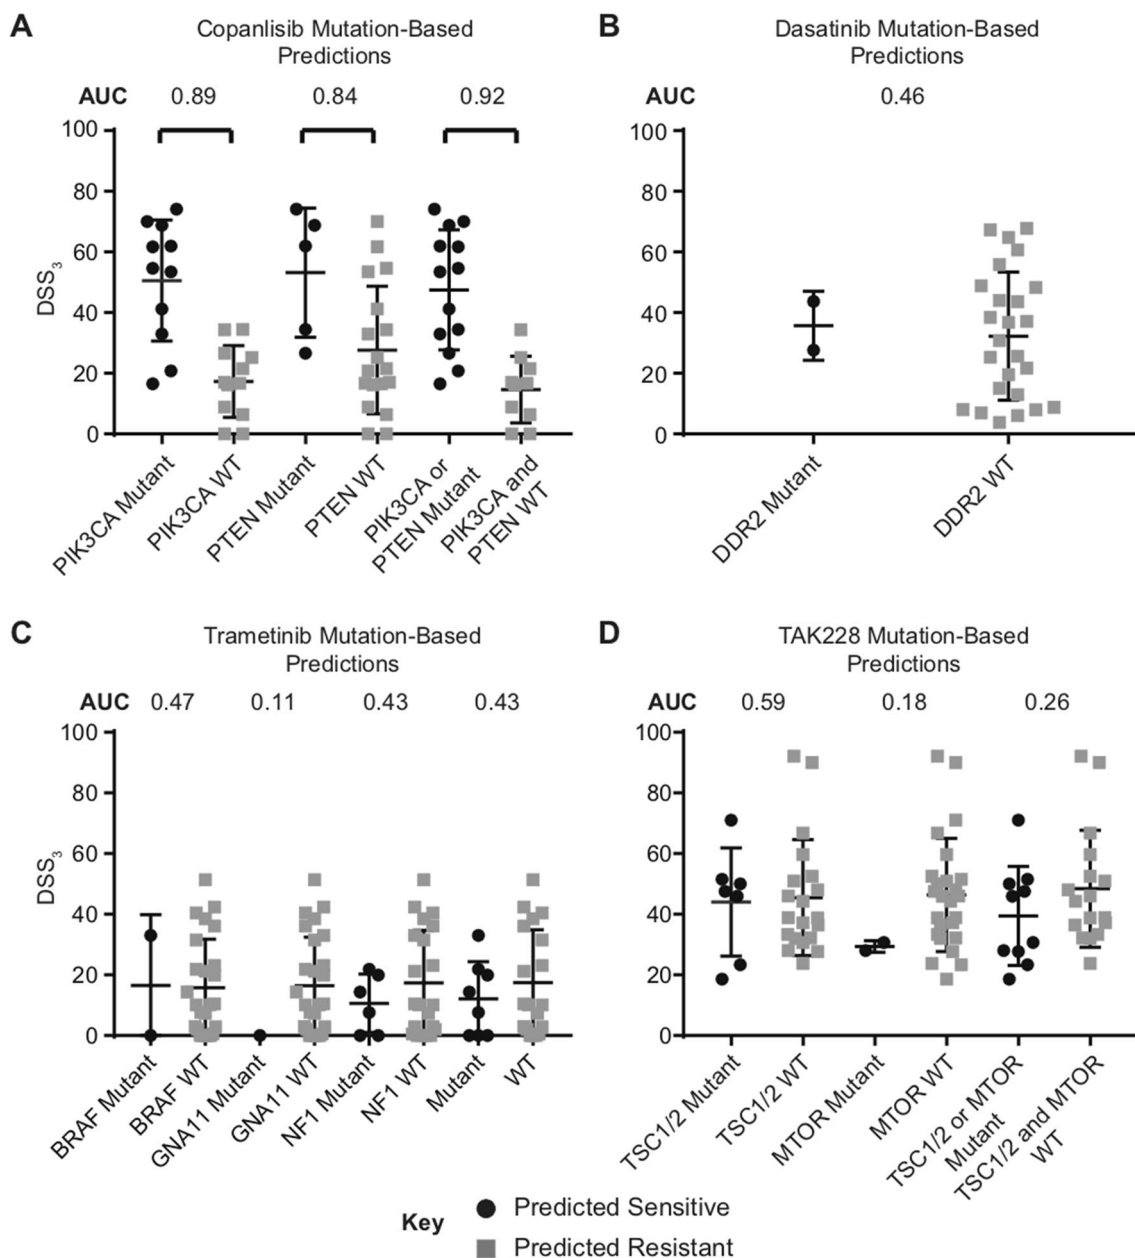 A
Copanlisib Mutation-Based
Predictions
AUC 0.89 0.84 0.92
100
80
60
40
20
0
DSS3
PIK3CA Mutant
PIK3CA WT
PTEN Mutant
PTEN WT
PIK3CA or
PTEN Mutant
PIK3CA and
PTEN WT
B
Dasatinib Mutation-Based
Predictions
AUC 0.46
100
80
60
40
20
0
DDR2 Mutant
DDR2 WT
C
Trametinib Mutation-Based
Predictions
AUC 0.47 0.11 0.43 0.43
100
80
60
40
20
0
DSS3
BRAF Mutant
BRAF WT
GNA11 Mutant
GNA11 WT
NF1 Mutant
NF1 WT
Mutant
WT
D
TAK228 Mutation-Based
Predictions
AUC 0.59 0.18 0.26
100
80
60
40
20
0
TSC1/2 Mutant
TSC1/2 WT
MTOR Mutant
MTOR WT
TSC1/2 or MTOR
Mutant
TSC1/2 and MTOR
WT
Key
Predicted Sensitive
Predicted Resistant